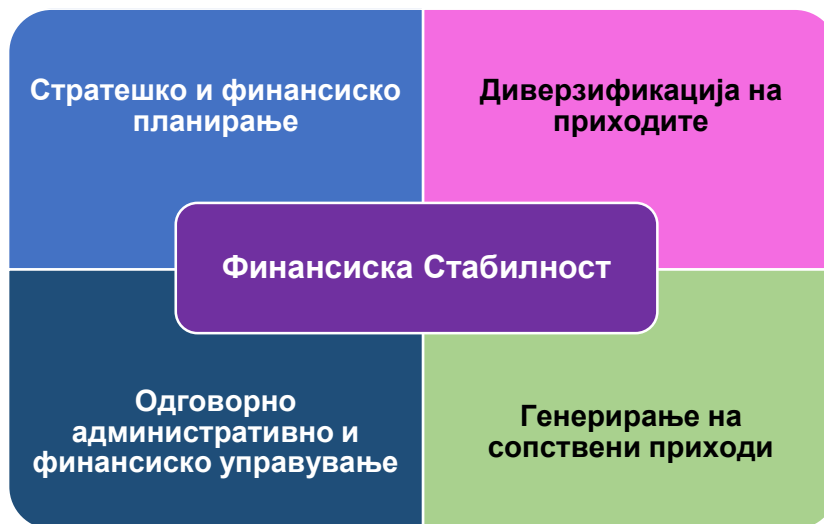 Стратешко и финансиско
планирање
Диверзификација на
приходите
Финансиска Стабилност
Одговорно
административно и
финансиско управување
Генерирање на
сопствени приходи